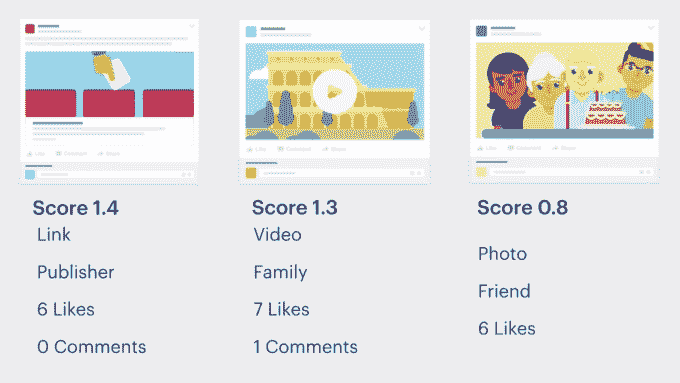 Like Comment Share
Like Comment Share
Like Comment Share
Score 1.4
Link
Publisher
6 Likes
0 Comments
Score 1.3
Video
Family
7 Likes
1 Comments
Score 0.8
Photo
Friend
6 Likes